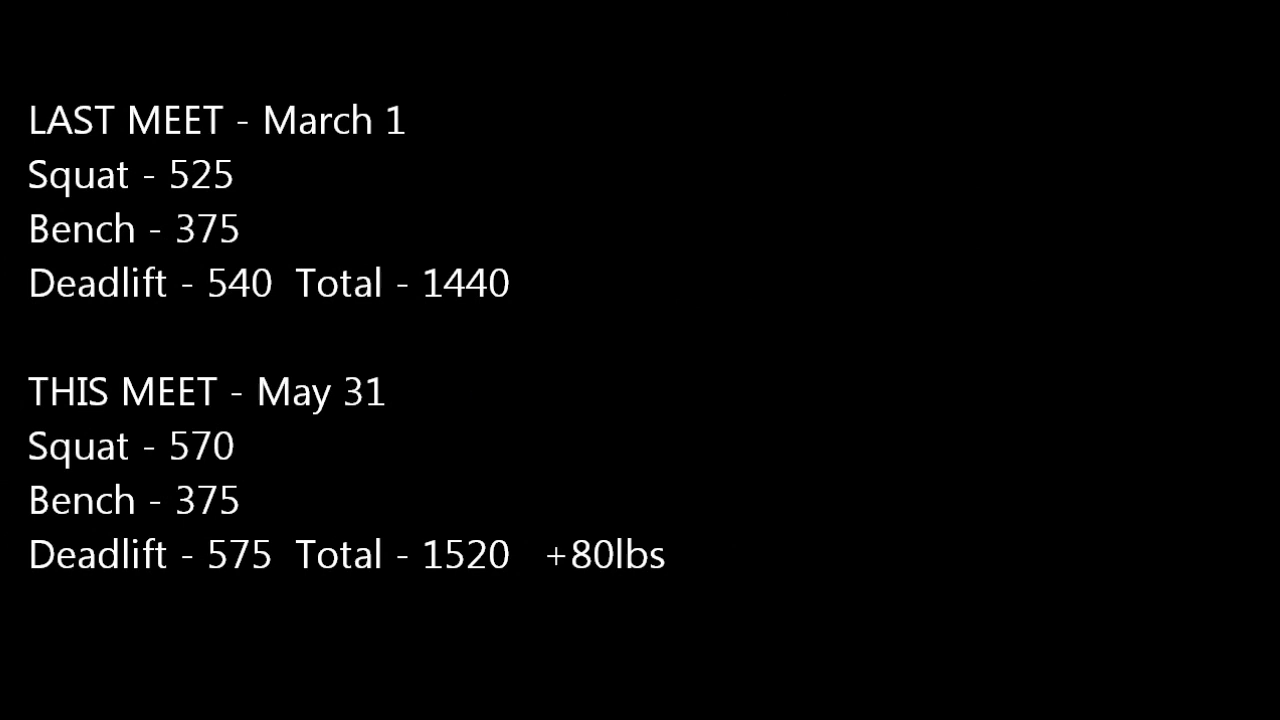 LAST MEET - March 1
Squat - 525
Bench - 375
Deadlift - 540  Total - 1440
THIS MEET - May 31
Squat - 570
Bench - 375
Deadlift - 575  Total - 1520   +80lbs